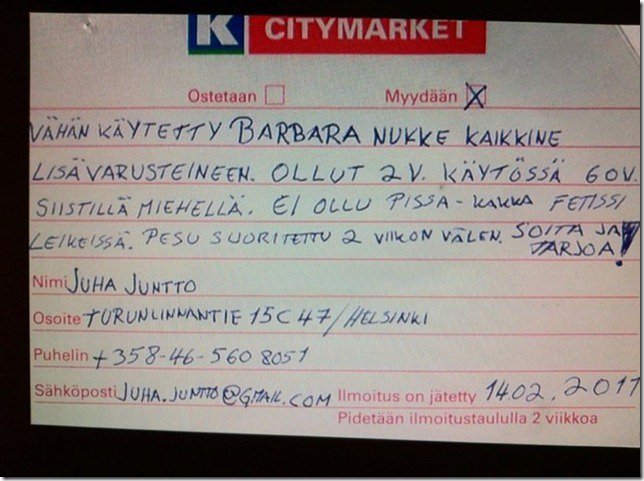 K CITYMARKET
Ostetaan Myydään X
VÄHÄN KÄYTETTY BARBARA NUKKE KAIKKINE
LISÄVARUSTEINEEN. OLLUT 2V. KÄYTÖSSÄ 60V.
SIISTILLÄ MIEHELLÄ. EI OLLU PISSA-KAKKA FETISSI
LEIKEISSÄ. PESU SUORITETTU 2 VIIKON VÄLEN. SOITA JA
TARJOA!
Nimi JUHA JUNTTO
Osoite TURUNLINNANTIE 15C 47/HELSINKI
Puhelin +358-46-560 8051
Sähköposti JUHA.JUNTTO@GMAIL.COM Ilmoitus on jätetty 1402.2011
Pidetään ilmoitustaululla 2 viikkoa